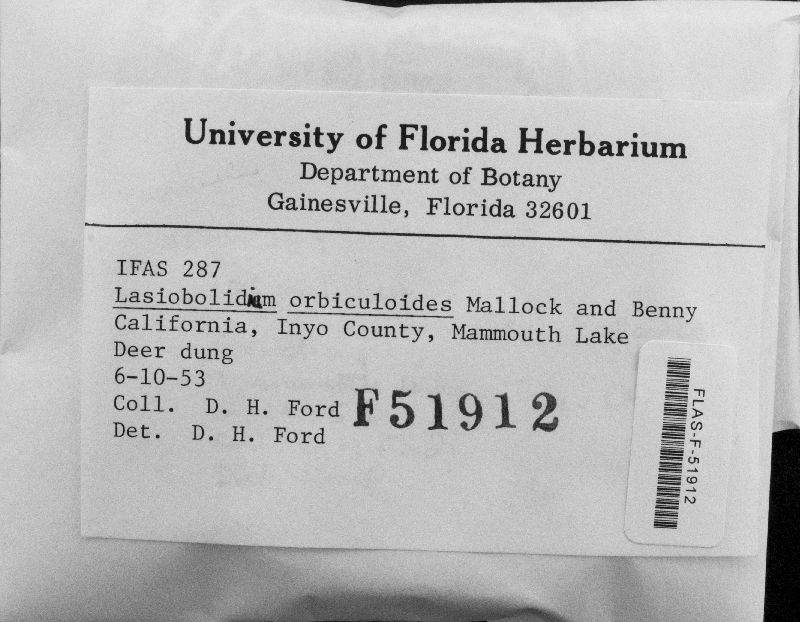 University of Florida Herbarium
Department of Botany
Gainesville, Florida 32601
IFAS 287
Lasiobolidium orbiculoides Mallock and Benny
California, Inyo County, Mammouth Lake
Deer dung
6-10-53
Coll. D. H. Ford
F51912
Det. D. H. Ford
FLAS-F-51912